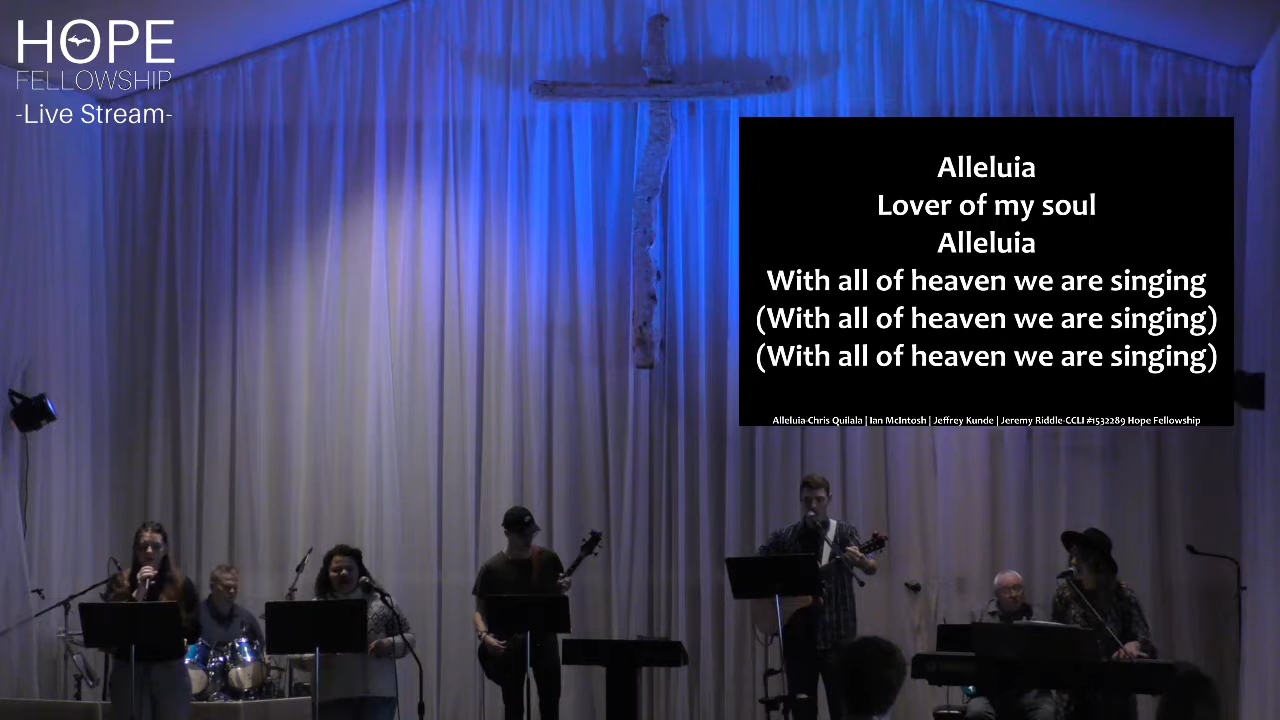 HOPE
FELLOWSHIP
-Live Stream-
Alleluia
Lover of my soul
Alleluia
With all of heaven we are singing
(With all of heaven we are singing)
(With all of heaven we are singing)
Alleluia-Chris Quilala | Ian McIntosh | Jeffrey Kunde | Jeremy Riddle-CCLI #1532289 Hope Fellowship